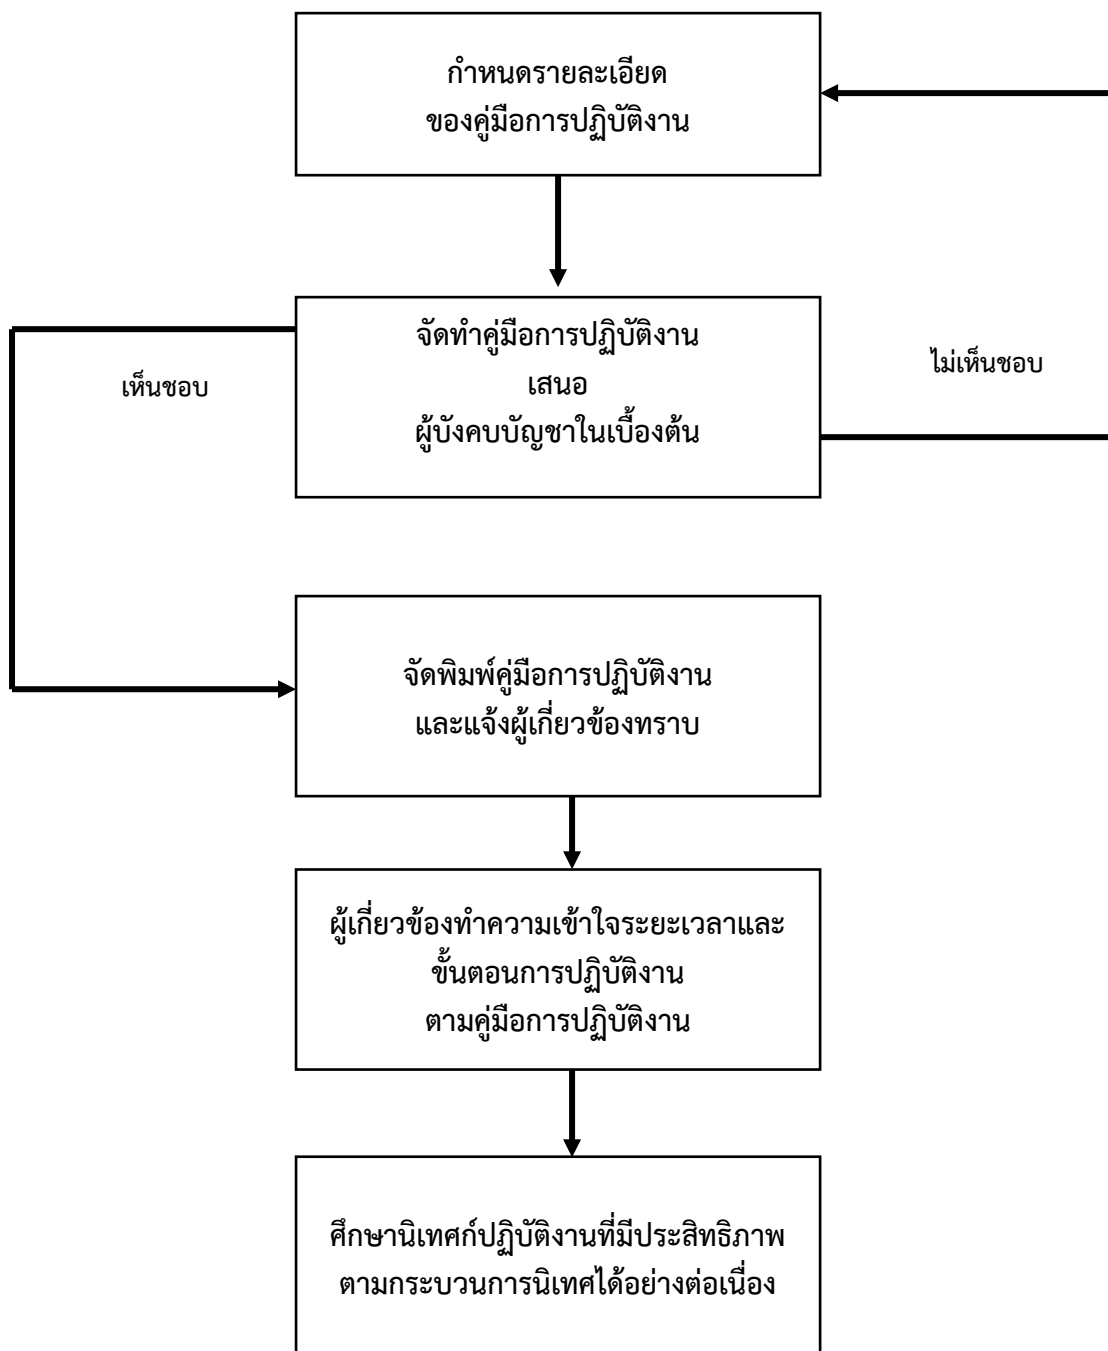 กำหนดรายละเอียด
ของคู่มือการปฏิบัติงาน
จัดทำคู่มือการปฏิบัติงาน
เสนอ
ผู้บังคบบัญชาในเบื้องต้น
เห็นชอบ
ไม่เห็นชอบ
จัดพิมพ์คู่มือการปฏิบัติงาน
และแจ้งผู้เกี่ยวข้องทราบ
ผู้เกี่ยวข้องทำความเข้าใจระยะเวลาและ
ขั้นตอนการปฏิบัติงาน
ตามคู่มือการปฏิบัติงาน
ศึกษานิเทศก์ปฏิบัติงานที่มีประสิทธิภาพ
ตามกระบวนการนิเทศได้อย่างต่อเนื่อง